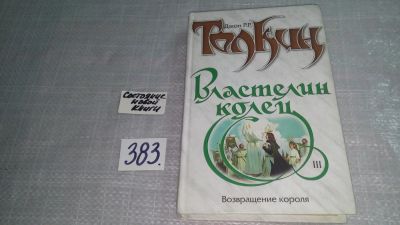 Джон Р.Р.
Толкин
Властелин
колец
III
Возвращение короля
Состояние
новой
книги
383.